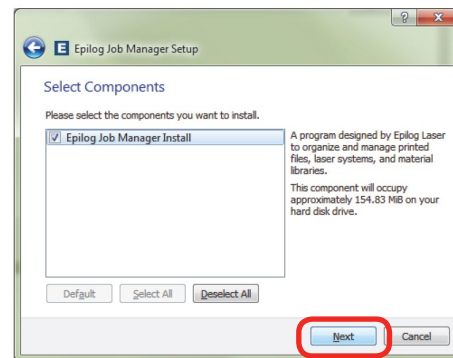 ?
X
E Epilog Job Manager Setup
Select Components
Please select the components you want to install.
Epilog Job Manager Install
A program designed by Epilog Laser
to organize and manage printed
files, laser systems, and material
libraries.
This component will occupy
approximately 154.83 MiB on your
hard disk drive.
Default Select All Deselect All
Next Cancel